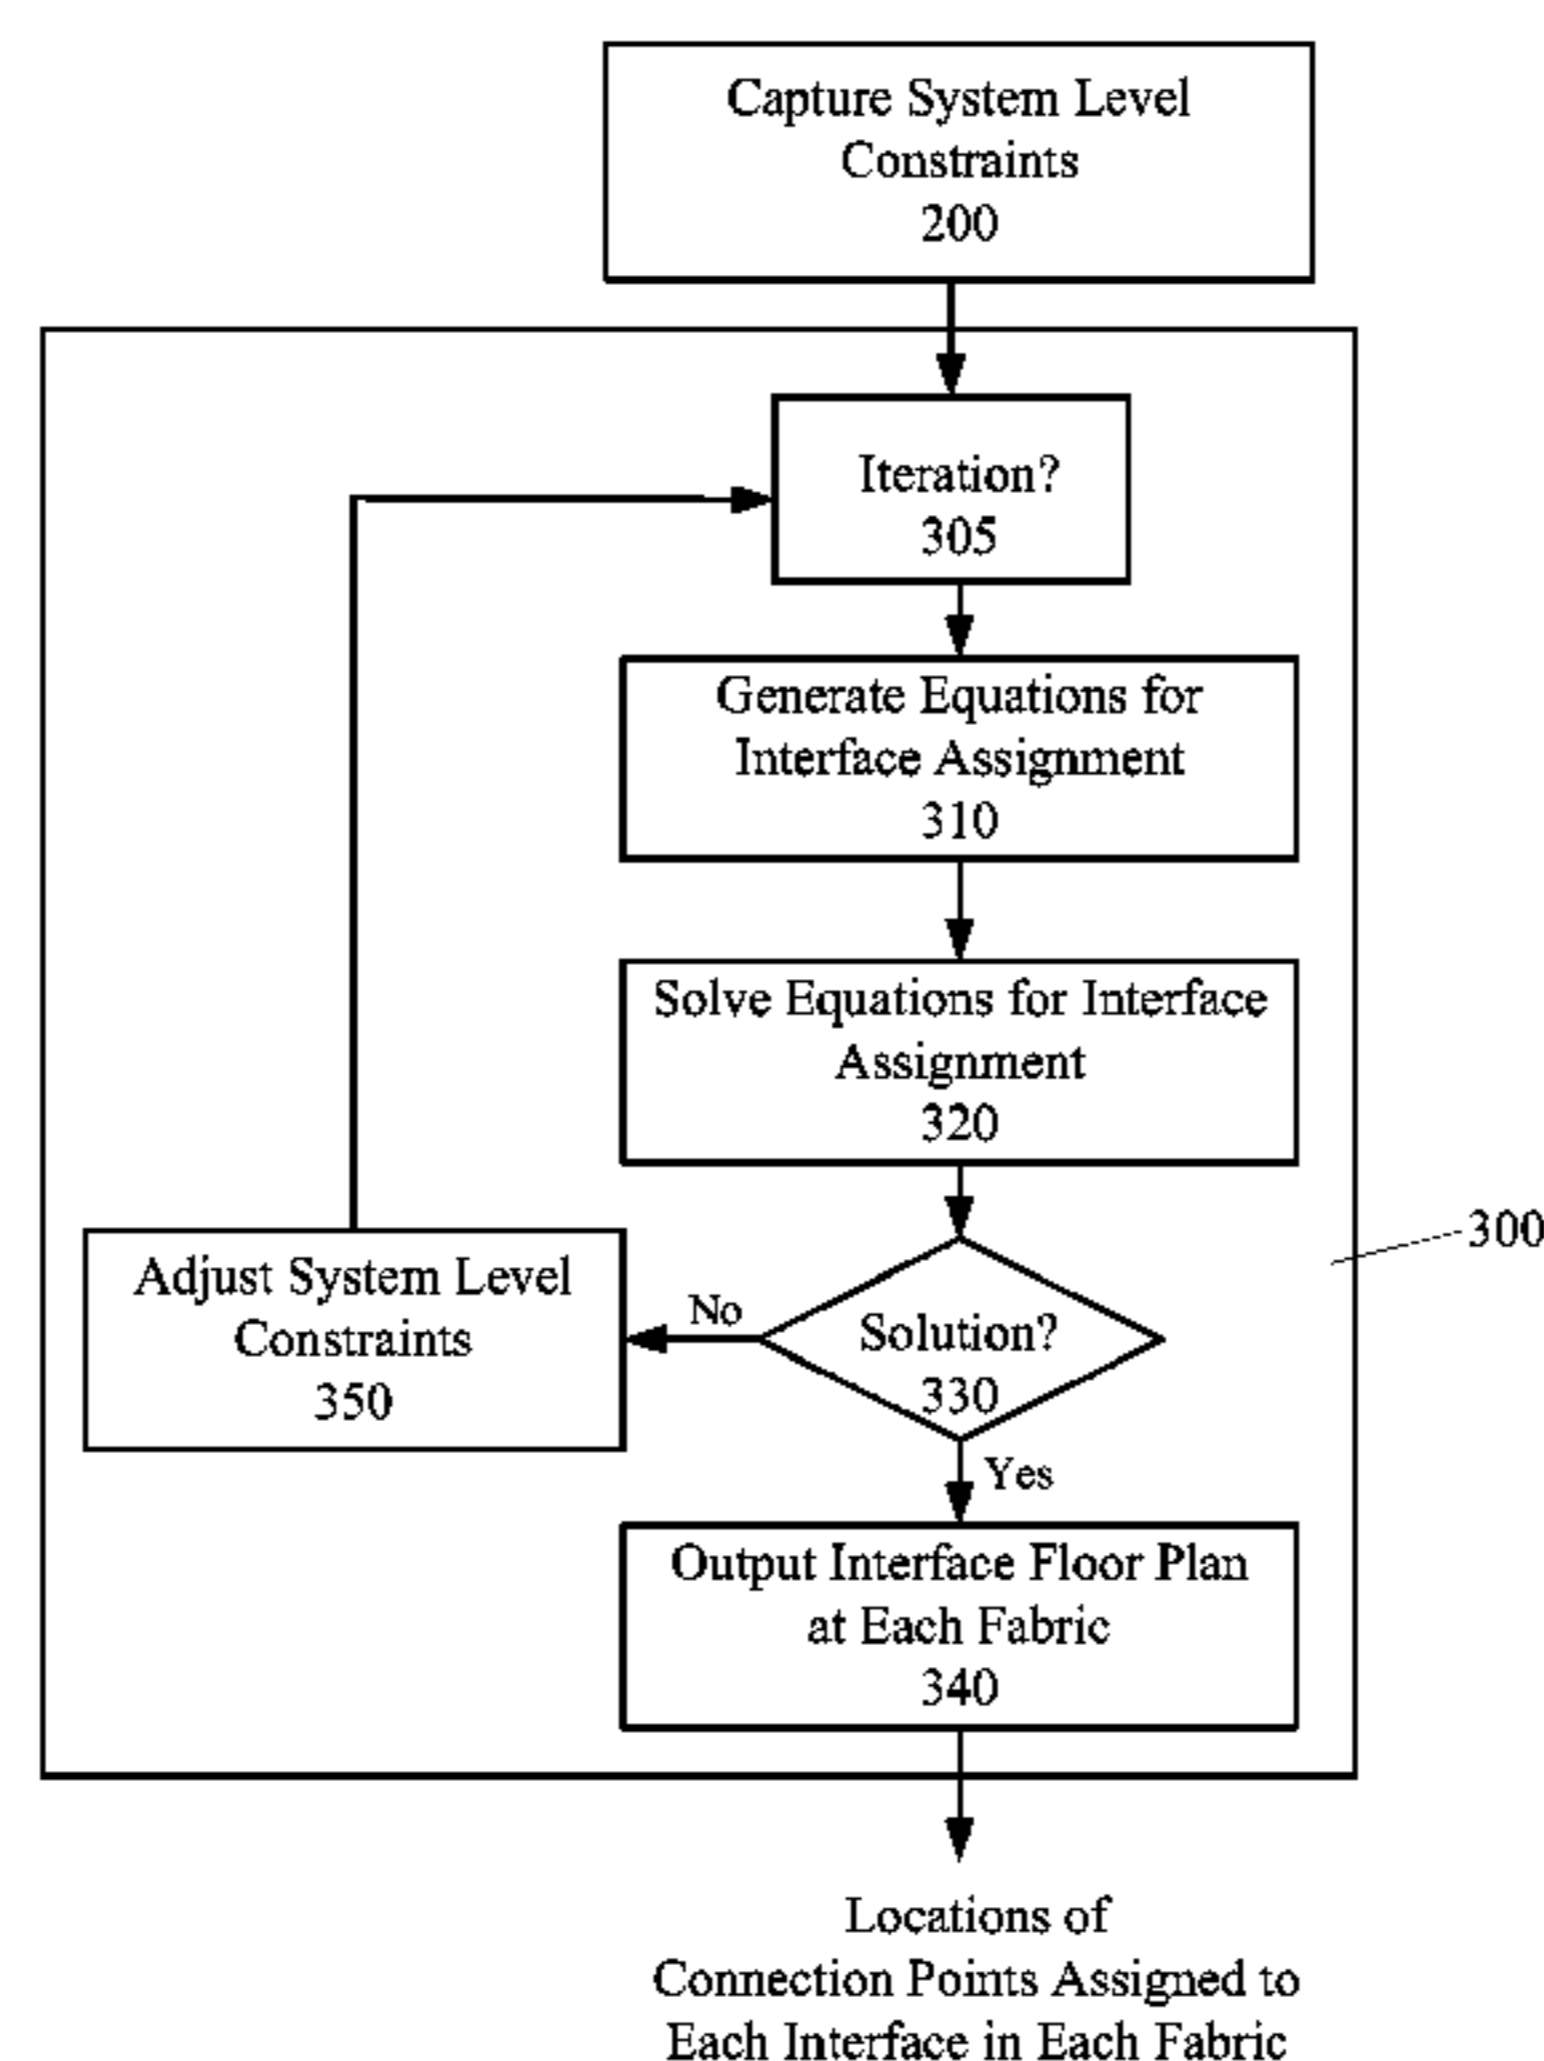 Capture System Level
Constraints
200
Iteration?
305
Generate Equations for
Interface Assignment
310
Solve Equations for Interface
Assignment
320
300
Adjust System Level
Constraints
350
No
Solution?
330
Yes
Output Interface Floor Plan
at Each Fabric
340
Locations of
Connection Points Assigned to
Each Interface in Each Fabric